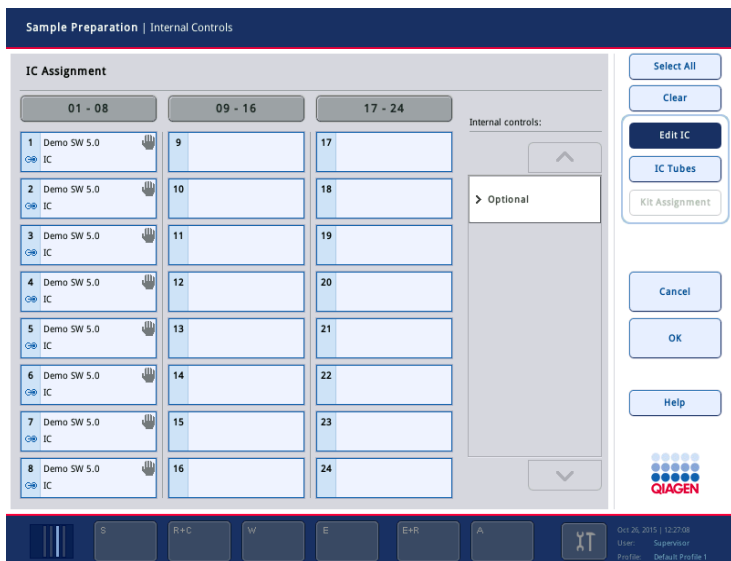 Sample Preparation | Internal Controls
IC Assignment
01 - 08
09 - 16
17 - 24
Internal controls:
1 Demo SW 5.0
IC
2 Demo SW 5.0
IC
3 Demo SW 5.0
IC
4 Demo SW 5.0
IC
5 Demo SW 5.0
IC
6 Demo SW 5.0
IC
7 Demo SW 5.0
IC
8 Demo SW 5.0
IC
9
10
11
12
13
14
15
16
17
18
19
20
21
22
23
24
Optional
Select All
Clear
Edit IC
IC Tubes
Kit Assignment
Cancel
OK
Help
QIAGEN
S
R+C
W
E
E+R
A
Oct 26, 2015 | 12:27:08
User: Supervisor
Profile: Default Profile 1